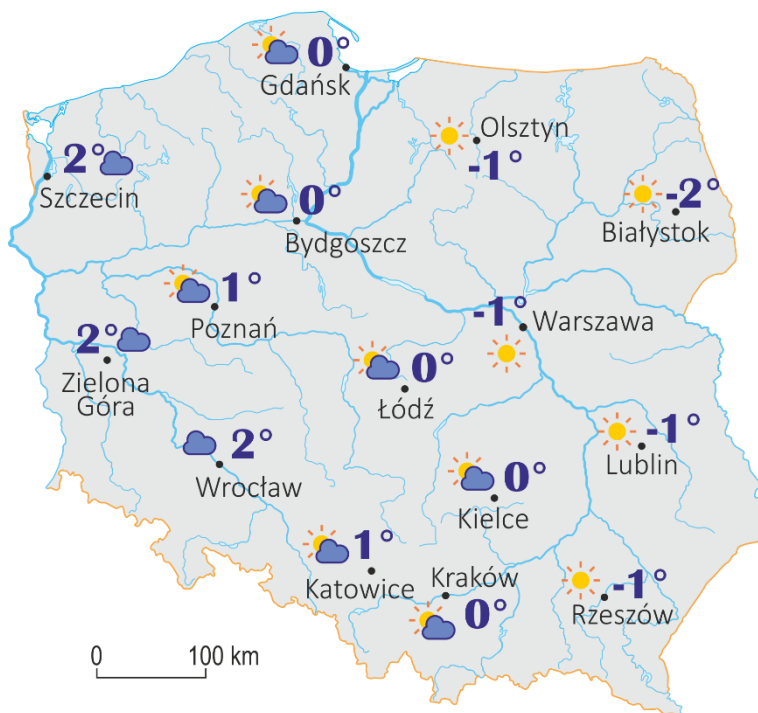 0°
Gdańsk
Olsztyn
-1°
2°
Szczecin
-2°
Białystok
0°
Bydgoszcz
1°
Poznań
-1°
Warszawa
2°
Zielona
Góra
0°
Łódź
-1°
Lublin
2°
Wrocław
0°
Kielce
1°
Katowice
Kraków
0°
-1°
Rzeszów
0 100 km